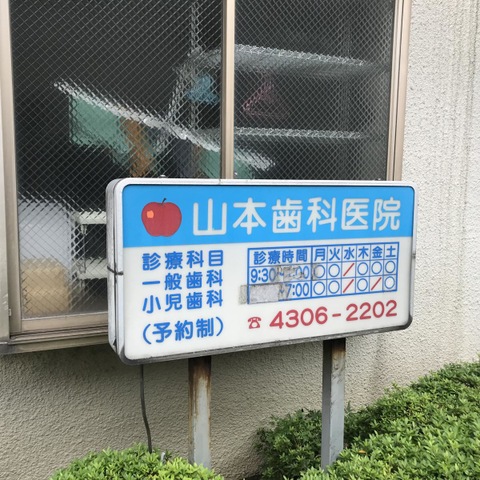 山本歯科医院
診療科目
一般歯科
小児歯科
(予約制)
診療時間 月 火 水 木 金 土
9:30 :00 ○ ○ / ○ ○ ○
7:00 ○ ○ / ○ / ○
☎ 4306-2202